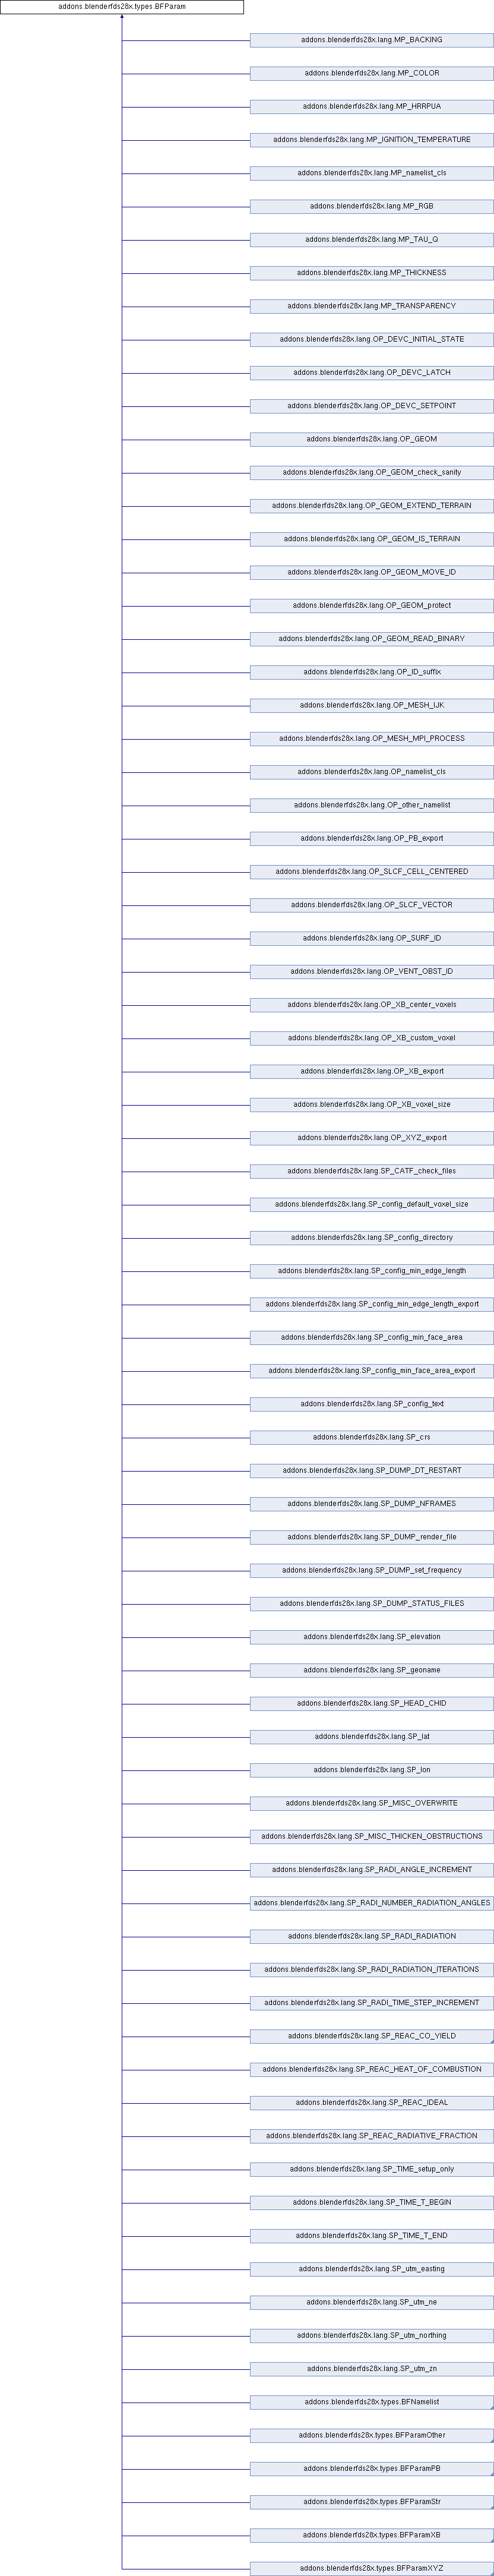 addons.blenderfds28x.types.BFParam
addons.blenderfds28x.lang.MP_BACKING
addons.blenderfds28x.lang.MP_COLOR
addons.blenderfds28x.lang.MP_HRRPUA
addons.blenderfds28x.lang.MP_IGNITION_TEMPERATURE
addons.blenderfds28x.lang.MP_namelist_cls
addons.blenderfds28x.lang.MP_RGB
addons.blenderfds28x.lang.MP_TAU_Q
addons.blenderfds28x.lang.MP_THICKNESS
addons.blenderfds28x.lang.MP_TRANSPARENCY
addons.blenderfds28x.lang.OP_DEVC_INITIAL_STATE
addons.blenderfds28x.lang.OP_DEVC_LATCH
addons.blenderfds28x.lang.OP_DEVC_SETPOINT
addons.blenderfds28x.lang.OP_GEOM
addons.blenderfds28x.lang.OP_GEOM_check_sanity
addons.blenderfds28x.lang.OP_GEOM_EXTEND_TERRAIN
addons.blenderfds28x.lang.OP_GEOM_IS_TERRAIN
addons.blenderfds28x.lang.OP_GEOM_MOVE_ID
addons.blenderfds28x.lang.OP_GEOM_protect
addons.blenderfds28x.lang.OP_GEOM_READ_BINARY
addons.blenderfds28x.lang.OP_ID_suffix
addons.blenderfds28x.lang.OP_MESH_IJK
addons.blenderfds28x.lang.OP_MESH_MPI_PROCESS
addons.blenderfds28x.lang.OP_namelist_cls
addons.blenderfds28x.lang.OP_other_namelist
addons.blenderfds28x.lang.OP_PB_export
addons.blenderfds28x.lang.OP_SLCF_CELL_CENTERED
addons.blenderfds28x.lang.OP_SLCF_VECTOR
addons.blenderfds28x.lang.OP_SURF_ID
addons.blenderfds28x.lang.OP_VENT_OBST_ID
addons.blenderfds28x.lang.OP_XB_center_voxels
addons.blenderfds28x.lang.OP_XB_custom_voxel
addons.blenderfds28x.lang.OP_XB_export
addons.blenderfds28x.lang.OP_XB_voxel_size
addons.blenderfds28x.lang.OP_XYZ_export
addons.blenderfds28x.lang.SP_CATF_check_files
addons.blenderfds28x.lang.SP_config_default_voxel_size
addons.blenderfds28x.lang.SP_config_directory
addons.blenderfds28x.lang.SP_config_min_edge_length
addons.blenderfds28x.lang.SP_config_min_edge_length_export
addons.blenderfds28x.lang.SP_config_min_face_area
addons.blenderfds28x.lang.SP_config_min_face_area_export
addons.blenderfds28x.lang.SP_config_text
addons.blenderfds28x.lang.SP_crs
addons.blenderfds28x.lang.SP_DUMP_DT_RESTART
addons.blenderfds28x.lang.SP_DUMP_NFRAMES
addons.blenderfds28x.lang.SP_DUMP_render_file
addons.blenderfds28x.lang.SP_DUMP_set_frequency
addons.blenderfds28x.lang.SP_DUMP_STATUS_FILES
addons.blenderfds28x.lang.SP_elevation
addons.blenderfds28x.lang.SP_geoname
addons.blenderfds28x.lang.SP_HEAD_CHID
addons.blenderfds28x.lang.SP_lat
addons.blenderfds28x.lang.SP_lon
addons.blenderfds28x.lang.SP_MISC_OVERWRITE
addons.blenderfds28x.lang.SP_MISC_THICKEN_OBSTRUCTIONS
addons.blenderfds28x.lang.SP_RADI_ANGLE_INCREMENT
addons.blenderfds28x.lang.SP_RADI_NUMBER_RADIATION_ANGLES
addons.blenderfds28x.lang.SP_RADI_RADIATION
addons.blenderfds28x.lang.SP_RADI_RADIATION_ITERATIONS
addons.blenderfds28x.lang.SP_RADI_TIME_STEP_INCREMENT
addons.blenderfds28x.lang.SP_REAC_CO_YIELD
addons.blenderfds28x.lang.SP_REAC_HEAT_OF_COMBUSTION
addons.blenderfds28x.lang.SP_REAC_IDEAL
addons.blenderfds28x.lang.SP_REAC_RADIATIVE_FRACTION
addons.blenderfds28x.lang.SP_TIME_setup_only
addons.blenderfds28x.lang.SP_TIME_T_BEGIN
addons.blenderfds28x.lang.SP_TIME_T_END
addons.blenderfds28x.lang.SP_utm_easting
addons.blenderfds28x.lang.SP_utm_ne
addons.blenderfds28x.lang.SP_utm_northing
addons.blenderfds28x.lang.SP_utm_zn
addons.blenderfds28x.types.BFNamelist
addons.blenderfds28x.types.BFParamOther
addons.blenderfds28x.types.BFParamPB
addons.blenderfds28x.types.BFParamStr
addons.blenderfds28x.types.BFParamXB
addons.blenderfds28x.types.BFParamXYZ